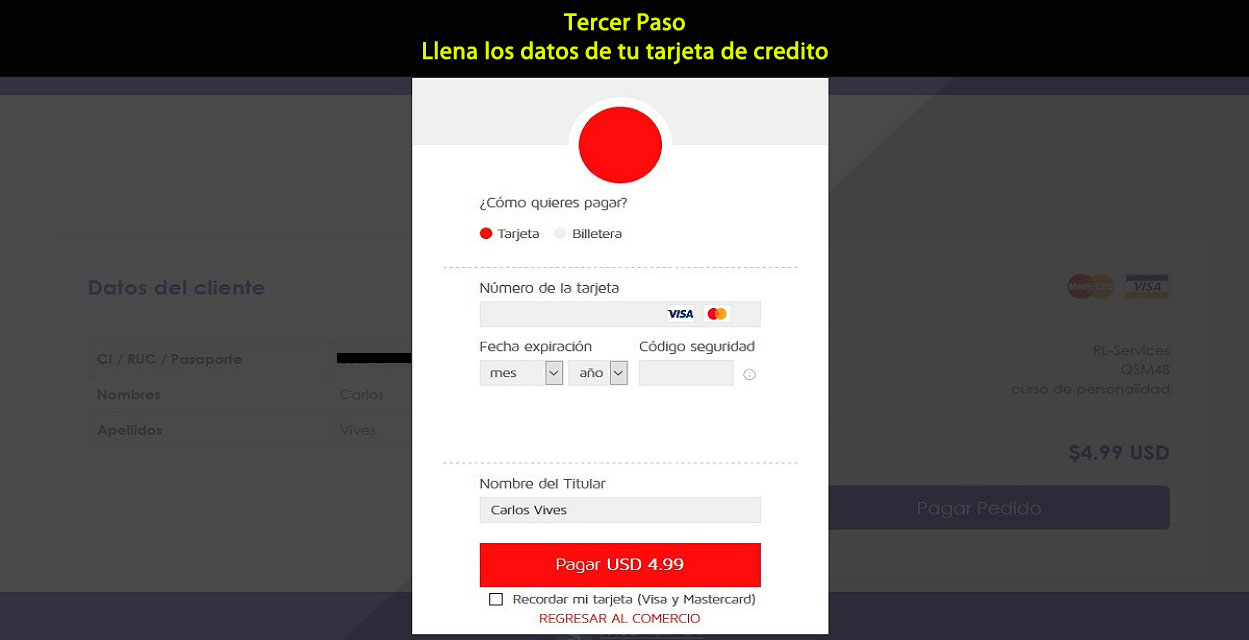 Tercer Paso
Llena los datos de tu tarjeta de credito
¿Cómo quieres pagar?
Tarjeta Billetera
Datos del cliente
MasterCard VISA
Número de la tarjeta
VISA
CI / RUC / Pasaporte
Nombres Carlos
Apellidos Vives
Fecha expiración Código seguridad
mes año
RL-Services
QSM48
curso de personalidad
$4.99 USD
Pagar Pedido
Nombre del Titular
Carlos Vives
Pagar USD 4.99
Recordar mi tarjeta (Visa y Mastercard)
REGRESAR AL COMERCIO